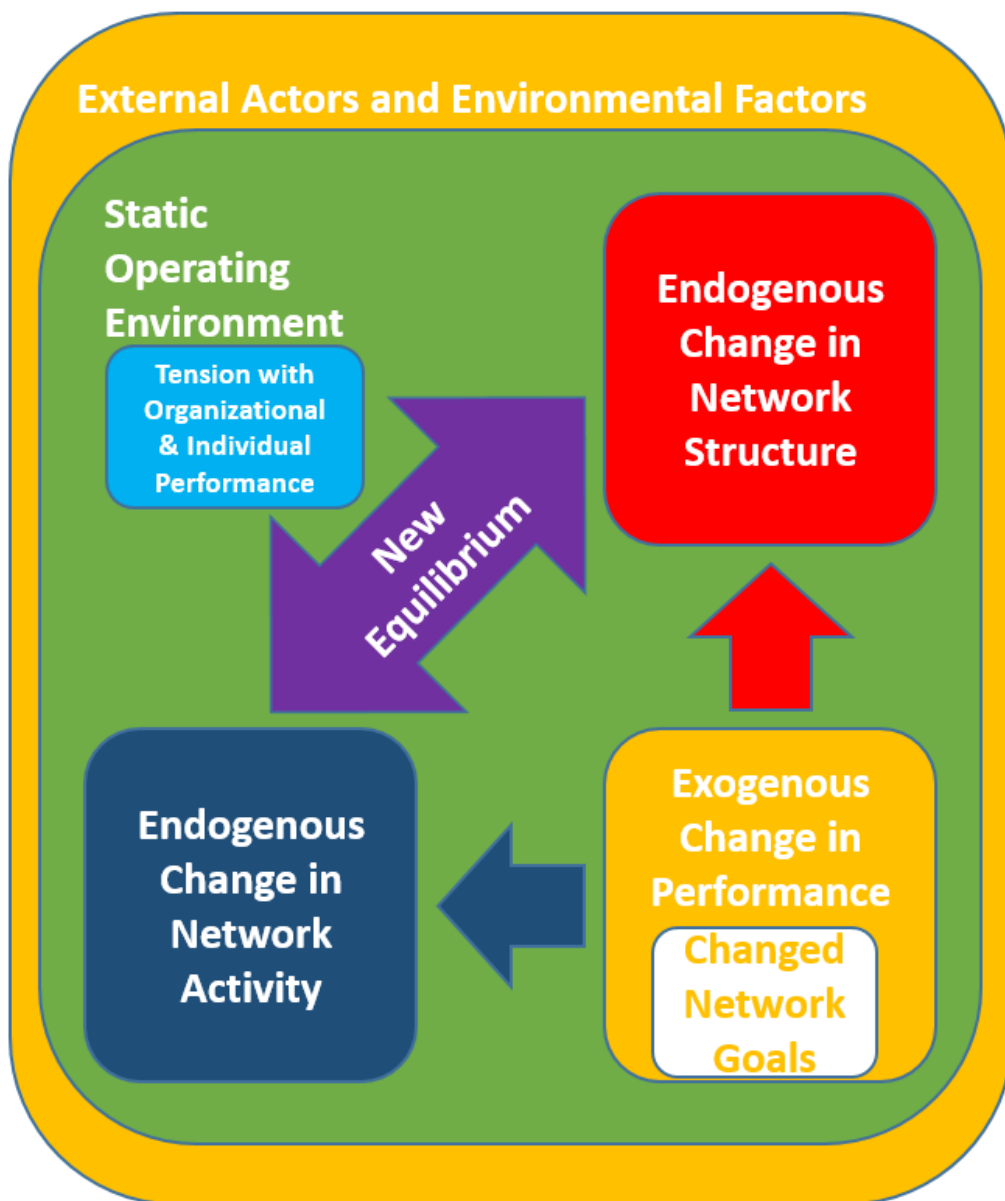 External Actors and Environmental Factors
Static
Operating
Environment
Tension with
Organizational
& Individual
Performance
Endogenous
Change in
Network
Structure
New
Equilibrium
Endogenous
Change in
Network
Activity
Exogenous
Change in
Performance
Changed
Network
Goals